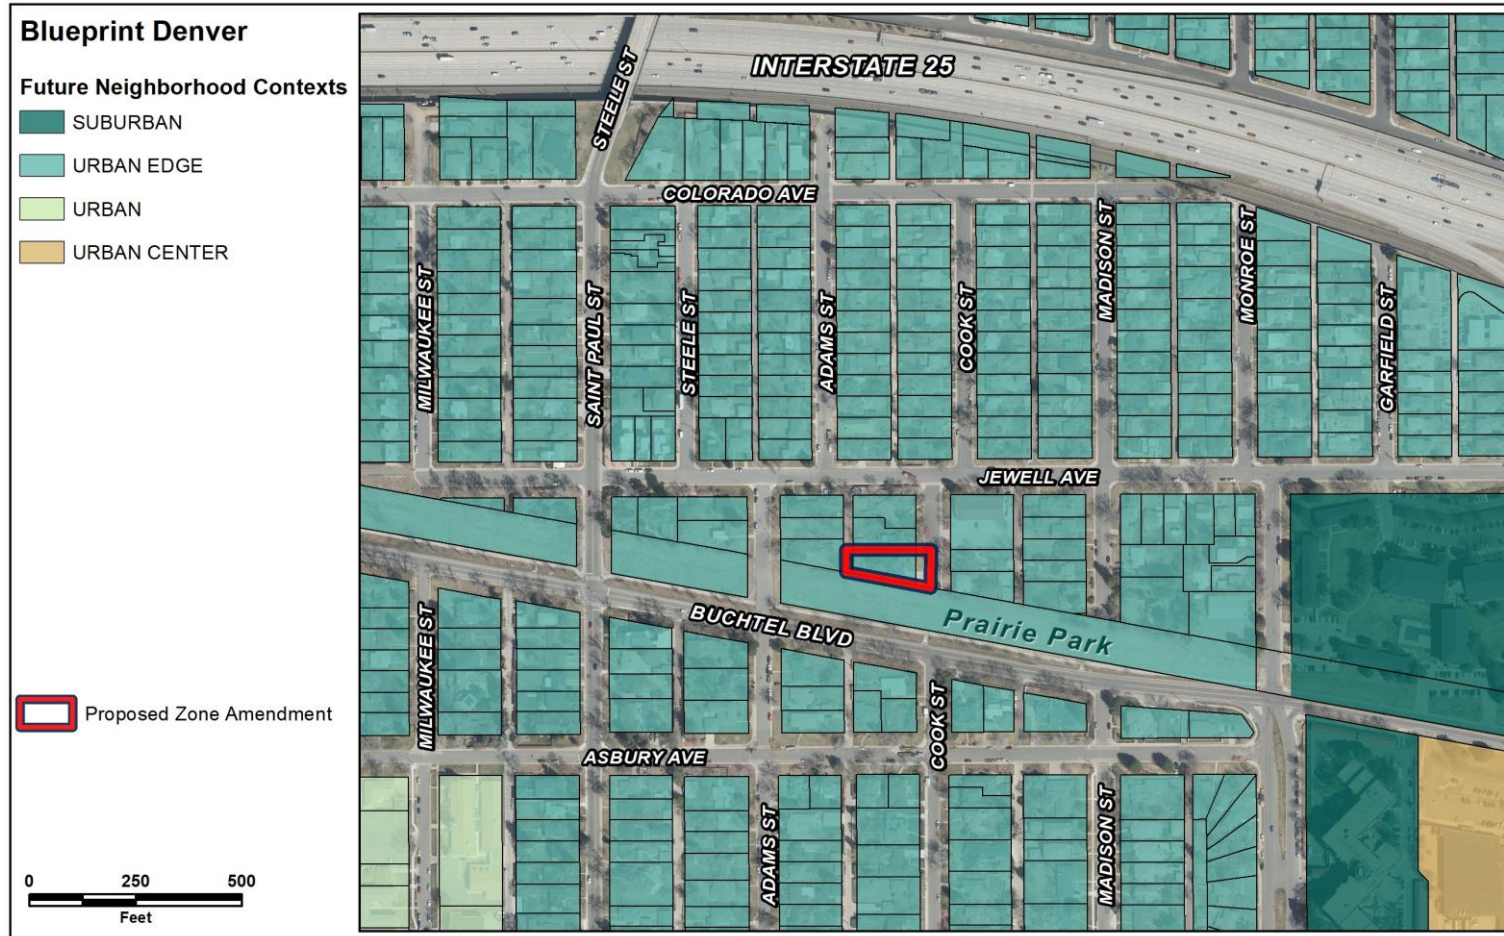 Blueprint Denver
Future Neighborhood Contexts
SUBURBAN
URBAN EDGE
URBAN
URBAN CENTER
Proposed Zone Amendment
0 250 500
Feet
INTERSTATE 25
STEELE ST
COLORADO AVE
MILWAUKEE ST
SAINT PAUL ST
STEELE ST
ADAMS ST
COOK ST
MADISON ST
MONROE ST
GARFIELD ST
JEWELL AVE
BUCHTEL BLVD
Prairie Park
MILWAUKEE ST
COOK ST
ASBURY AVE
ADAMS ST
MADISON ST